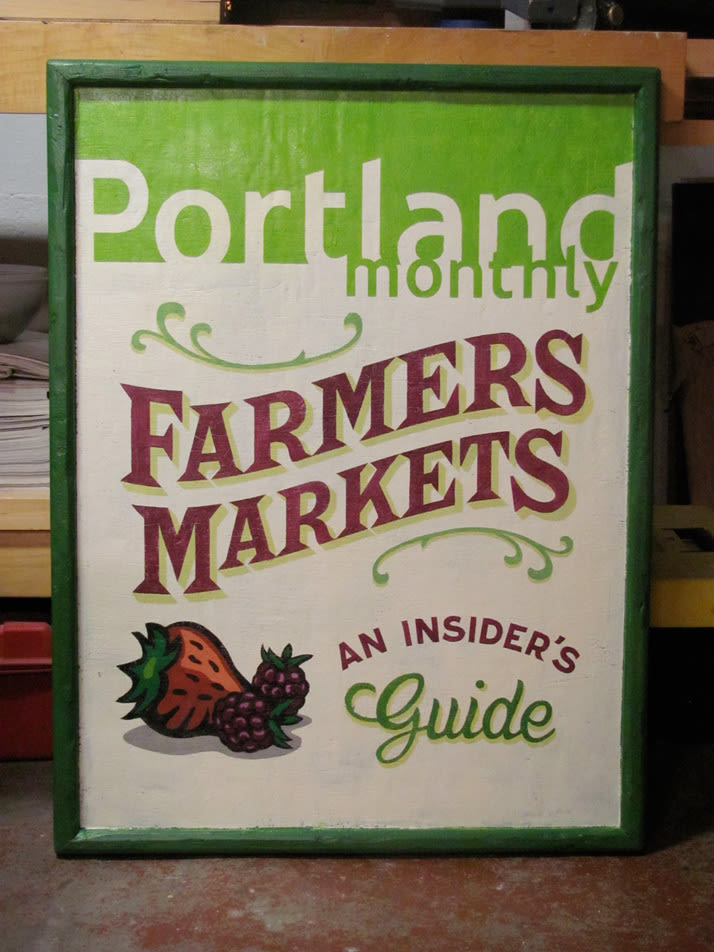 Portland
monthly
FARMERS
MARKETS
AN INSIDER'S
Guide